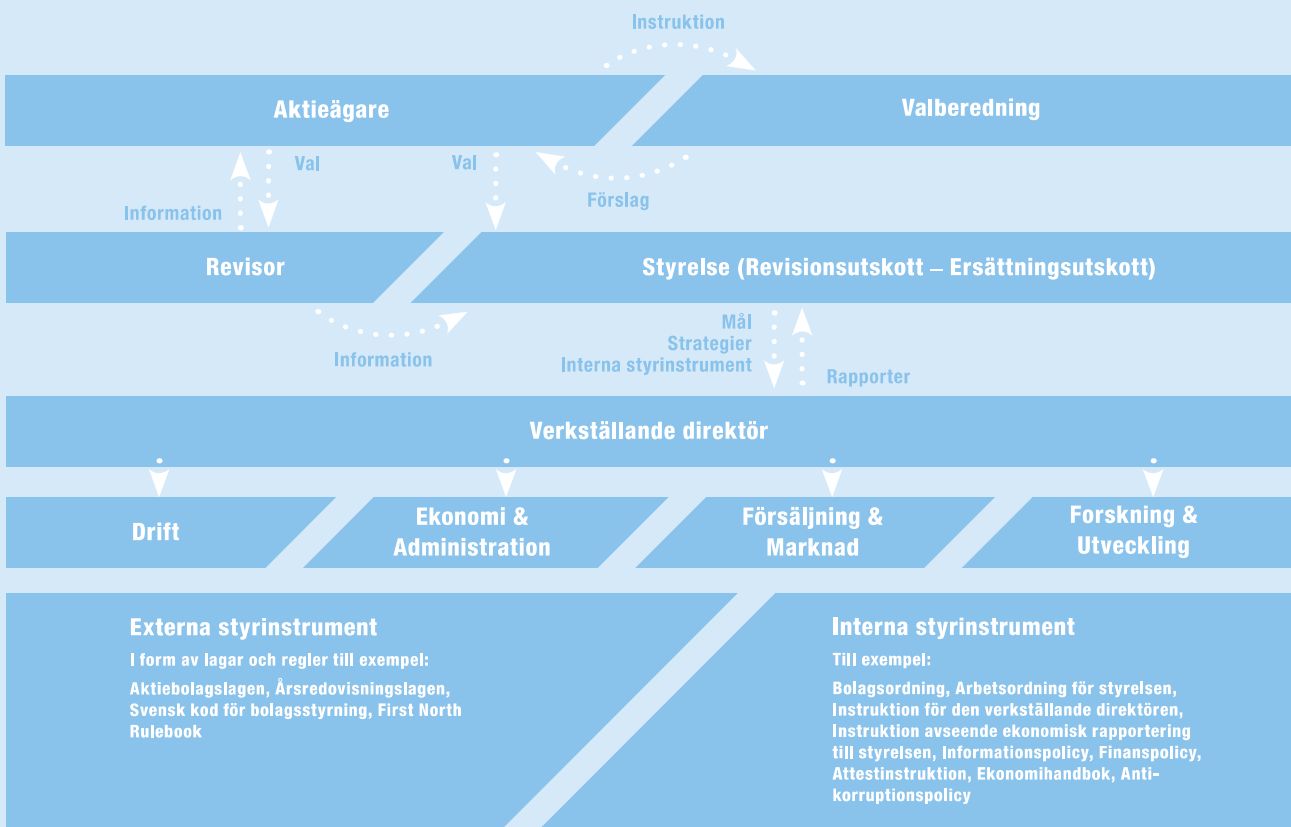 Instruktion
Aktieägare
Valberedning
Val
Val
Förslag
Information
Revisor
Styrelse (Revisionsutskott – Ersättningsutskott)
Information
Mål
Strategier
Interna styrinstrument
Rapporter
Verkställande direktör
Drift
Ekonomi &
Administration
Försäljning &
Marknad
Forskning &
Utveckling
Externa styrinstrument
I form av lagar och regler till exempel:
Aktiebolagslagen, Årsredovisningslagen,
Svensk kod för bolagsstyrning, First North
Rulebook
Interna styrinstrument
Till exempel:
Bolagsordning, Arbetsordning för styrelsen,
Instruktion för den verkställande direktören,
Instruktion avseende ekonomisk rapportering
till styrelsen, Informationspolicy, Finanspolicy,
Attestinstruktion, Ekonomihandbok, Anti-
korruptionspolicy